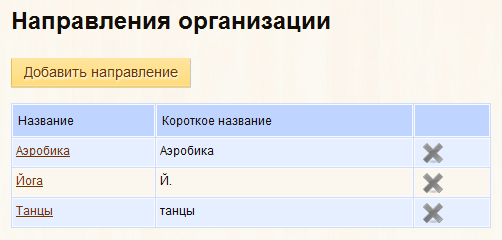 Направления организации
Добавить направление
Название Короткое название
Аэробика Аэробика
Йога Й.
Танцы танцы